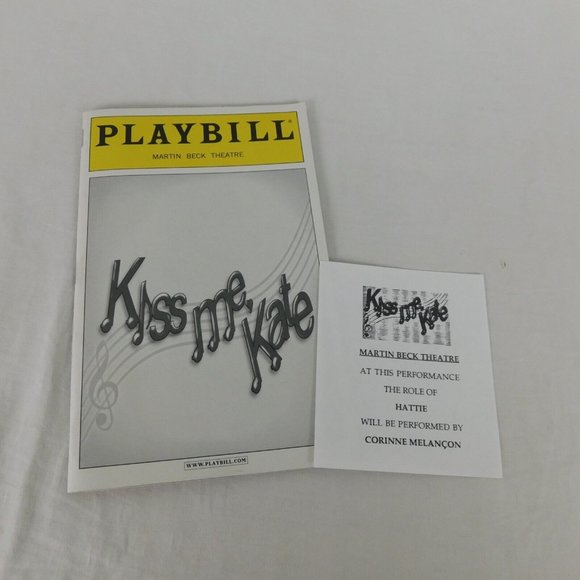 PLAYBILL®
MARTIN BECK THEATRE
Kiss me, Kate
WWW.PLAYBILL.COM
Kiss me, Kate
MARTIN BECK THEATRE
AT THIS PERFORMANCE
THE ROLE OF
HATTIE
WILL BE PERFORMED BY
CORINNE MELANÇON